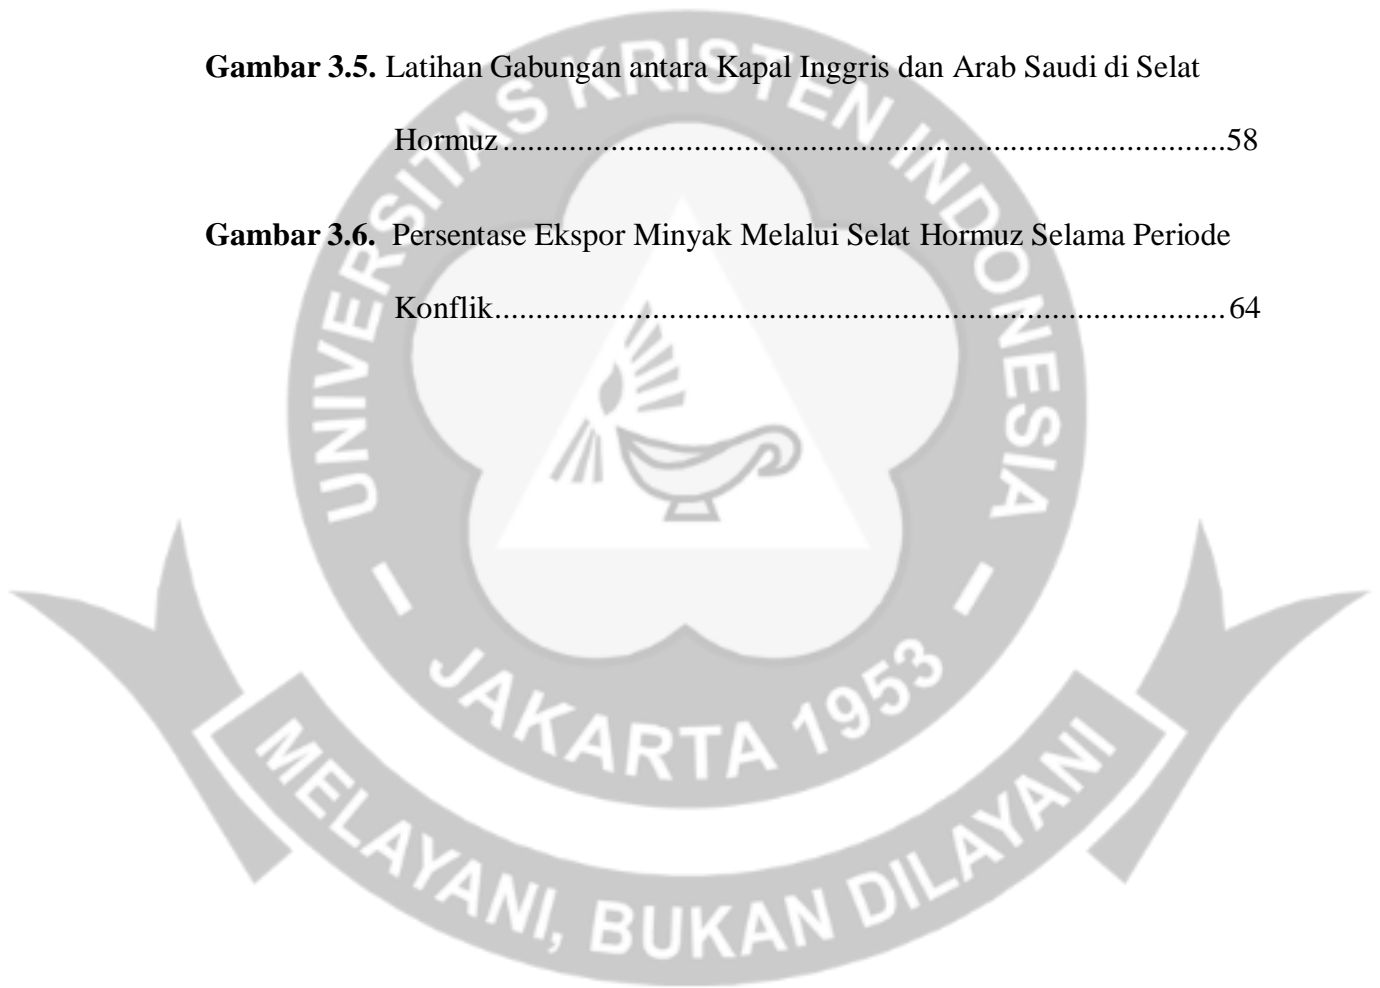 Gambar 3.5. Latihan Gabungan antara Kapal Inggris dan Arab Saudi di Selat
Hormuz...........................................................................58
Gambar 3.6. Persentase Ekspor Minyak Melalui Selat Hormuz Selama Periode
Konflik............................................................................64
UNIVERSITAS KRISTEN INDONESIA
JAKARTA 1953
MELAYANI, BUKAN DILAYANI